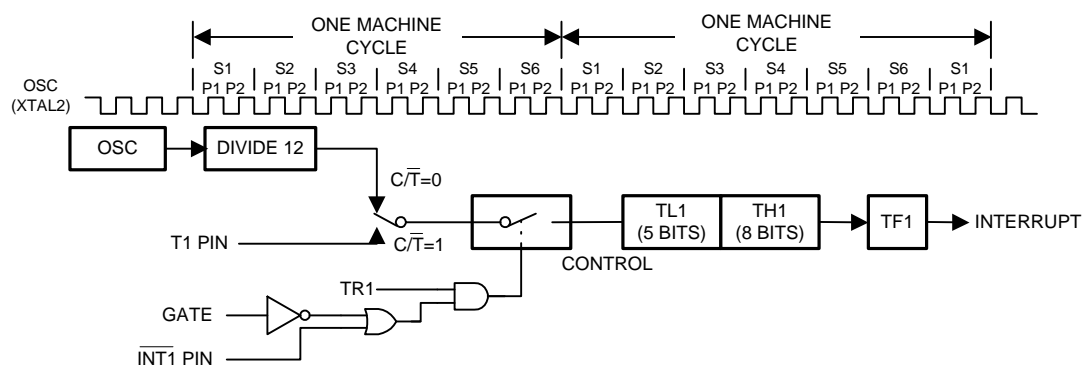 ONE MACHINE
CYCLE
ONE MACHINE
CYCLE
S1 S2 S3 S4 S5 S6 S1 S2 S3 S4 S5 S6 S1
P1 P2 P1 P2 P1 P2 P1 P2 P1 P2 P1 P2 P1 P2 P1 P2 P1 P2 P1 P2 P1 P2 P1 P2 P1 P2
OSC
(XTAL2)
OSC
DIVIDE 12
C/T̅=0
T1 PIN
C/T̅=1
CONTROL
TL1
(5 BITS)
TH1
(8 BITS)
TF1
INTERRUPT
TR1
GATE
I̅N̅T̅1̅ PIN